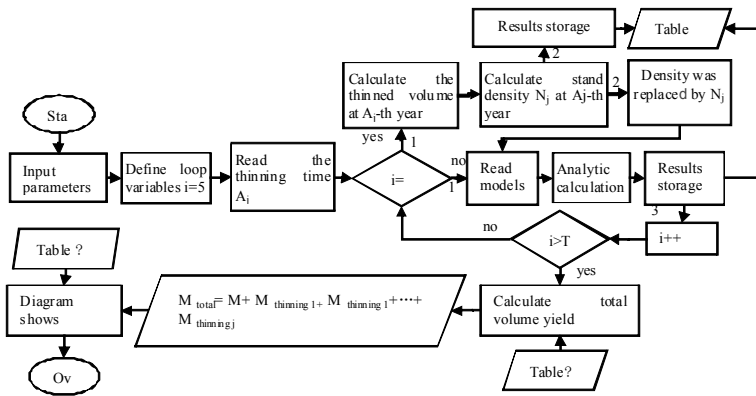 Results storage
Table
2
Calculate the
thinned volume
at Ai-th year
Calculate stand
density Nj at Aj-th
year
2
Density was
replaced by Nj
Sta
yes
1
Input
parameters
Define loop
variables i=5
Read the
thinning time
Ai
i=
no
1
Read
models
Analytic
calculation
Results
storage
3
Table ?
no
i>T
i++
yes
Diagram
shows
M total= M+ M thinning 1+ M thinning 1+···+
M thinning j
Calculate total
volume yield
Ov
Table?